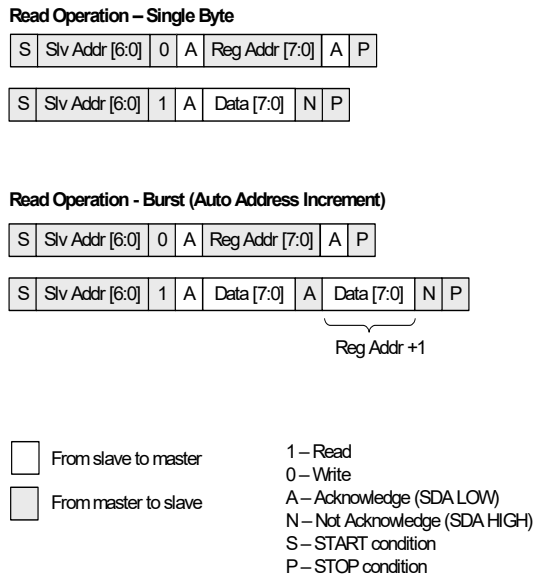 Read Operation – Single Byte
S Slv Addr [6:0] 0 A Reg Addr [7:0] A P
S Slv Addr [6:0] 1 A Data [7:0] N P
Read Operation - Burst (Auto Address Increment)
S Slv Addr [6:0] 0 A Reg Addr [7:0] A P
S Slv Addr [6:0] 1 A Data [7:0] A Data [7:0] N P
Reg Addr +1
From slave to master
From master to slave
1 – Read
0 – Write
A – Acknowledge (SDA LOW)
N – Not Acknowledge (SDA HIGH)
S – START condition
P – STOP condition